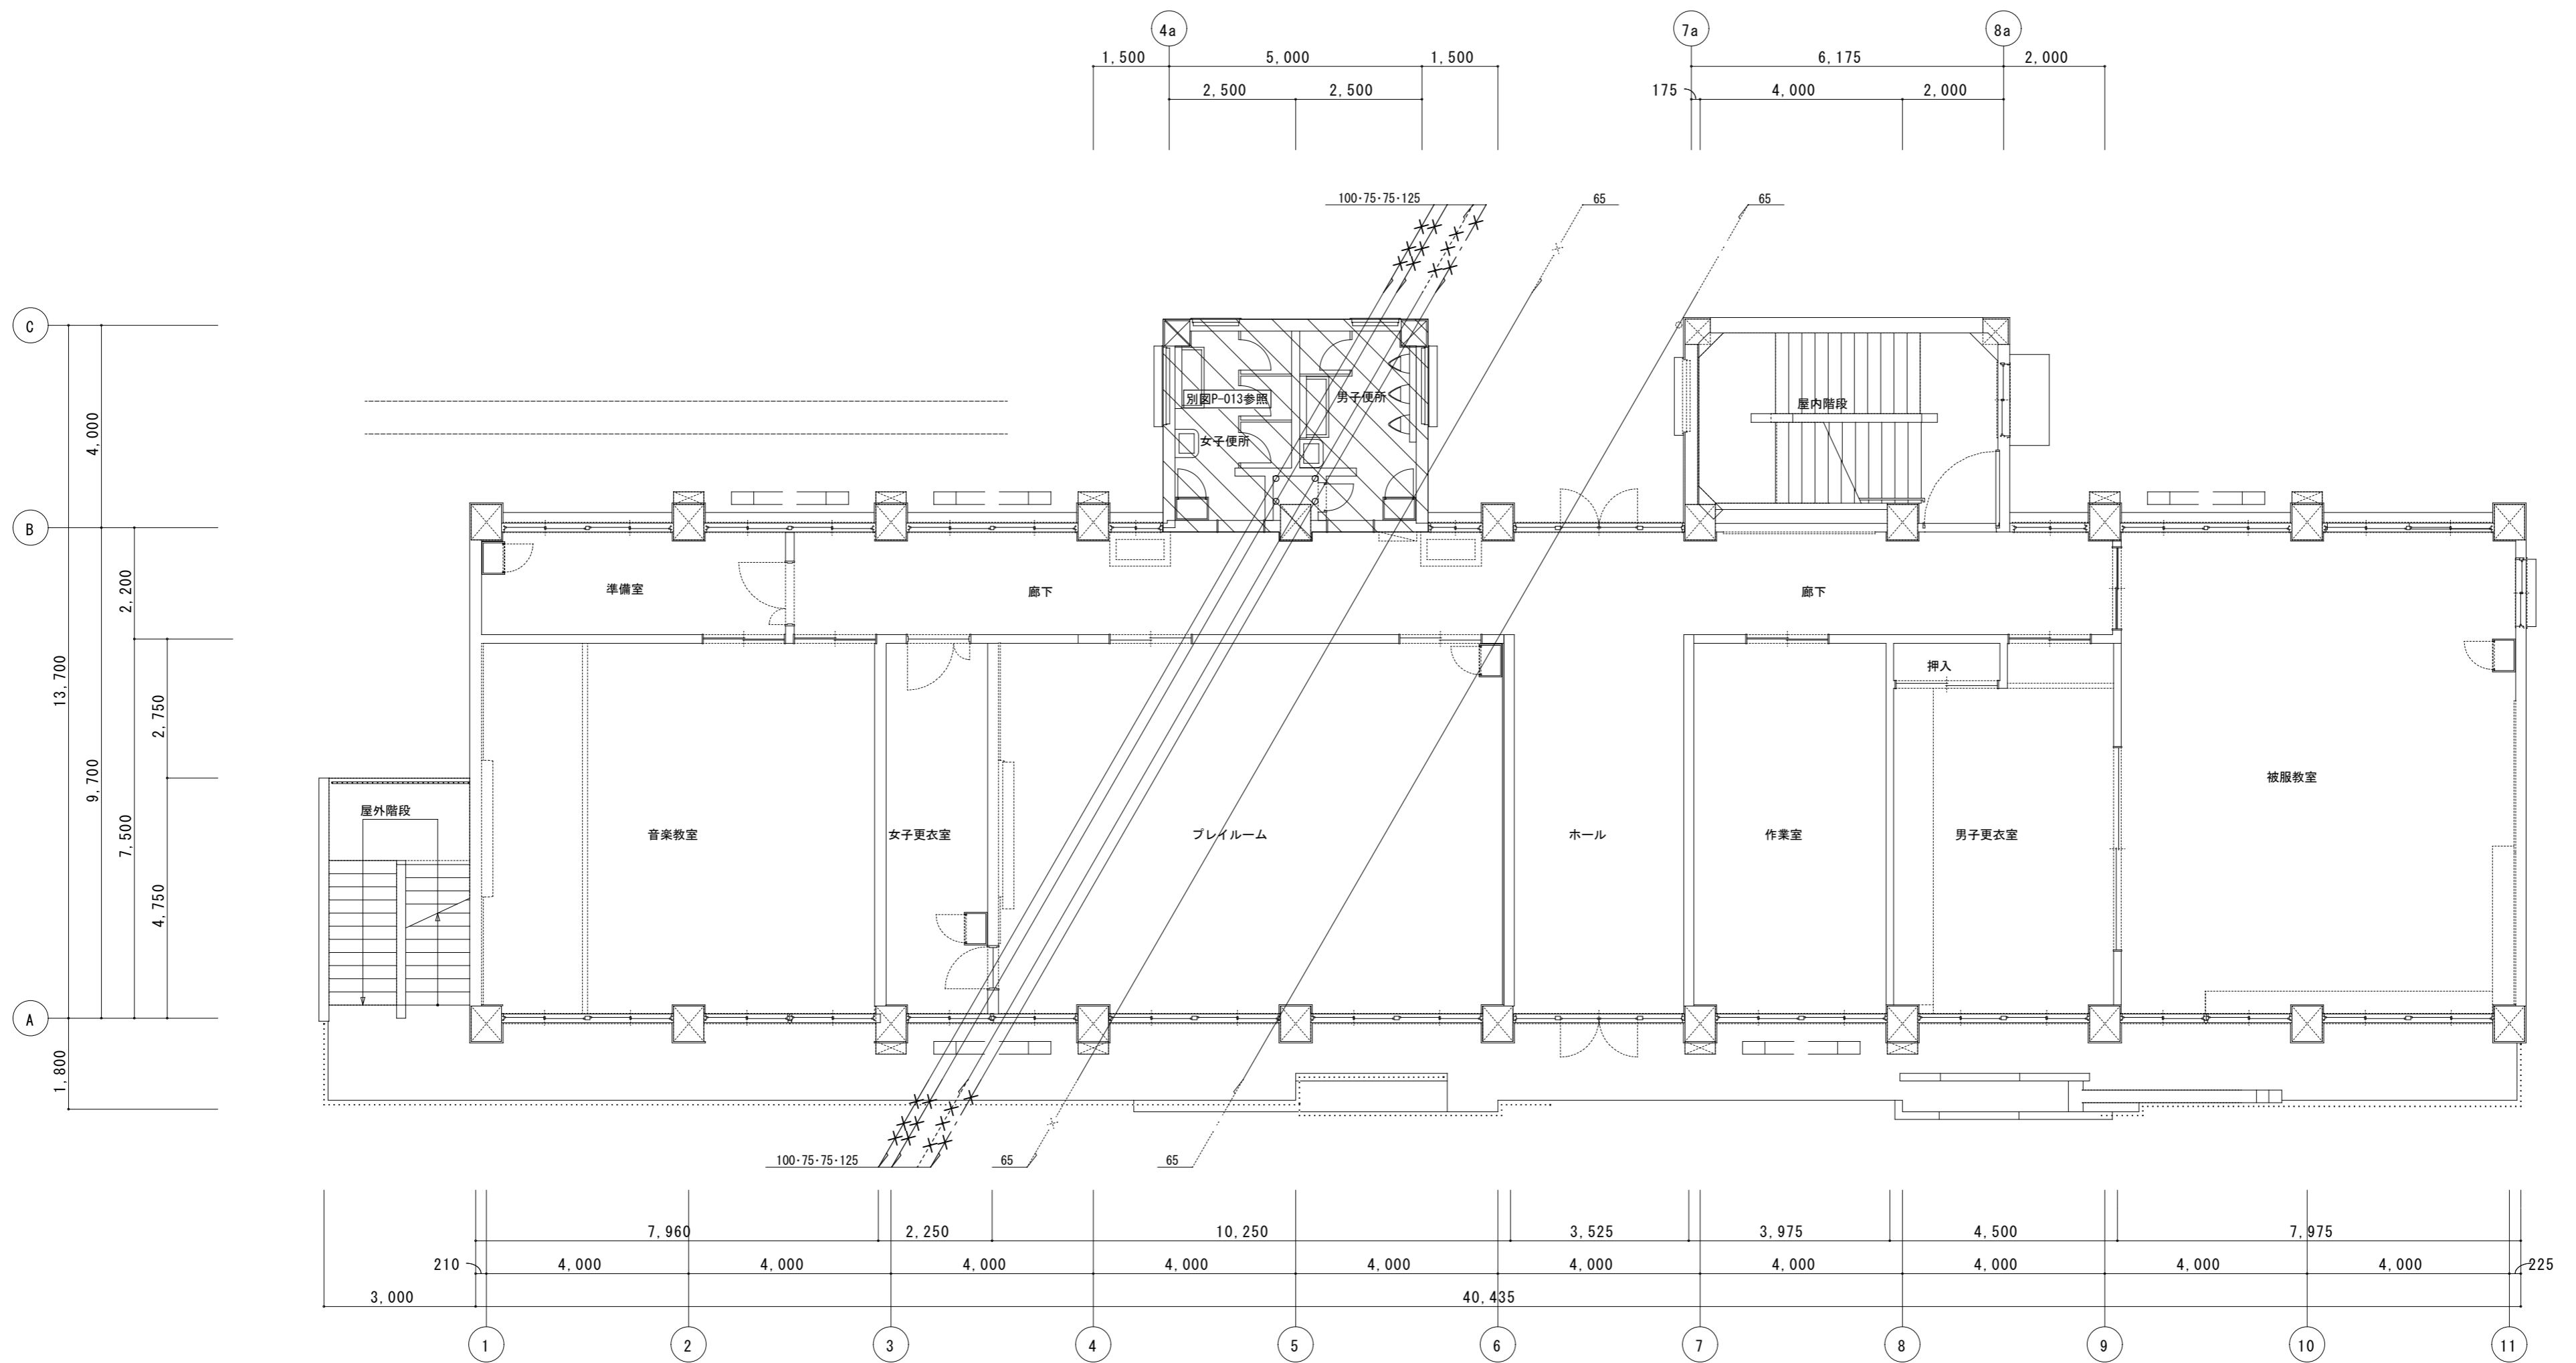 4a
7a
8a
1,500
5,000
1,500
6,175
2,000
2,500
2,500
175
4,000
2,000
100・75・75・125
65
65
C
別図P-013参照
男子便所
屋内階段
4,000
女子便所
B
準備室
廊下
廊下
2,200
押入
13,700
2,750
9,700
被服教室
屋外階段
7,500
音楽教室
女子更衣室
プレイルーム
ホール
作業室
男子更衣室
4,750
A
1,800
100・75・75・125
65
65
7,960
2,250
10,250
3,525
3,975
4,500
7,975
210
4,000
4,000
4,000
4,000
4,000
4,000
4,000
4,000
4,000
4,000
225
3,000
40,435
1
2
3
4
5
6
7
8
9
10
11